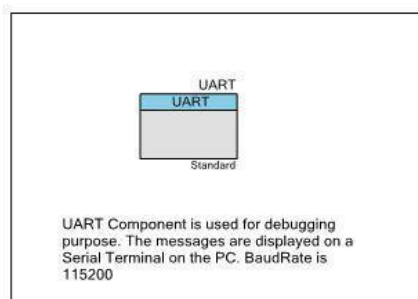 UART
UART
Standard
UART Component is used for debugging
purpose. The messages are displayed on a
Serial Terminal on the PC. BaudRate is
115200